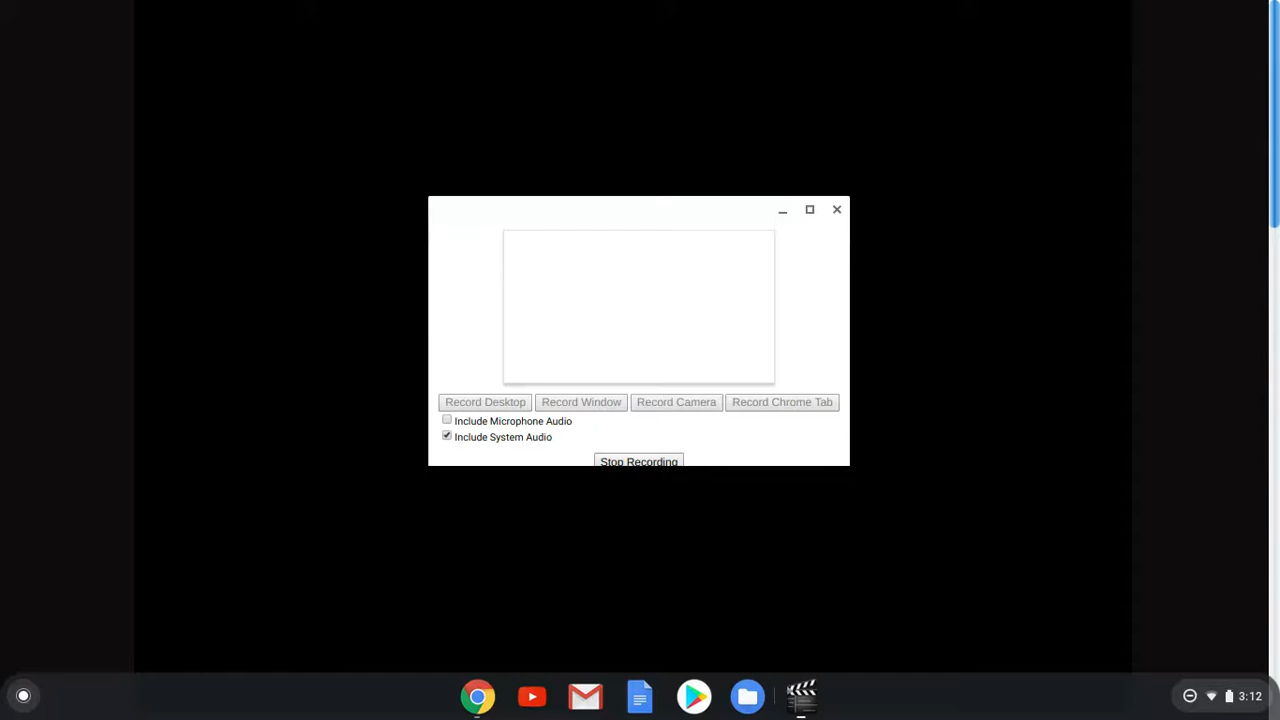 Record Desktop Record Window Record Camera Record Chrome Tab
Include Microphone Audio
Include System Audio
Stop Recording
3:12